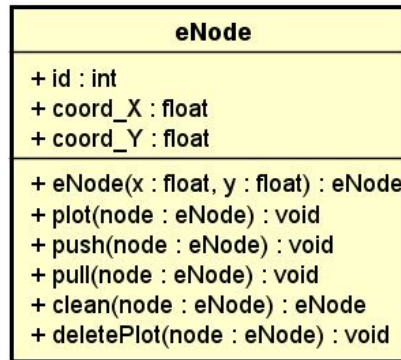 eNode
+ id : int
+ coord_X : float
+ coord_Y : float
+ eNode(x : float, y : float) : eNode
+ plot(node : eNode) : void
+ push(node : eNode) : void
+ pull(node : eNode) : void
+ clean(node : eNode) : eNode
+ deletePlot(node : eNode) : void